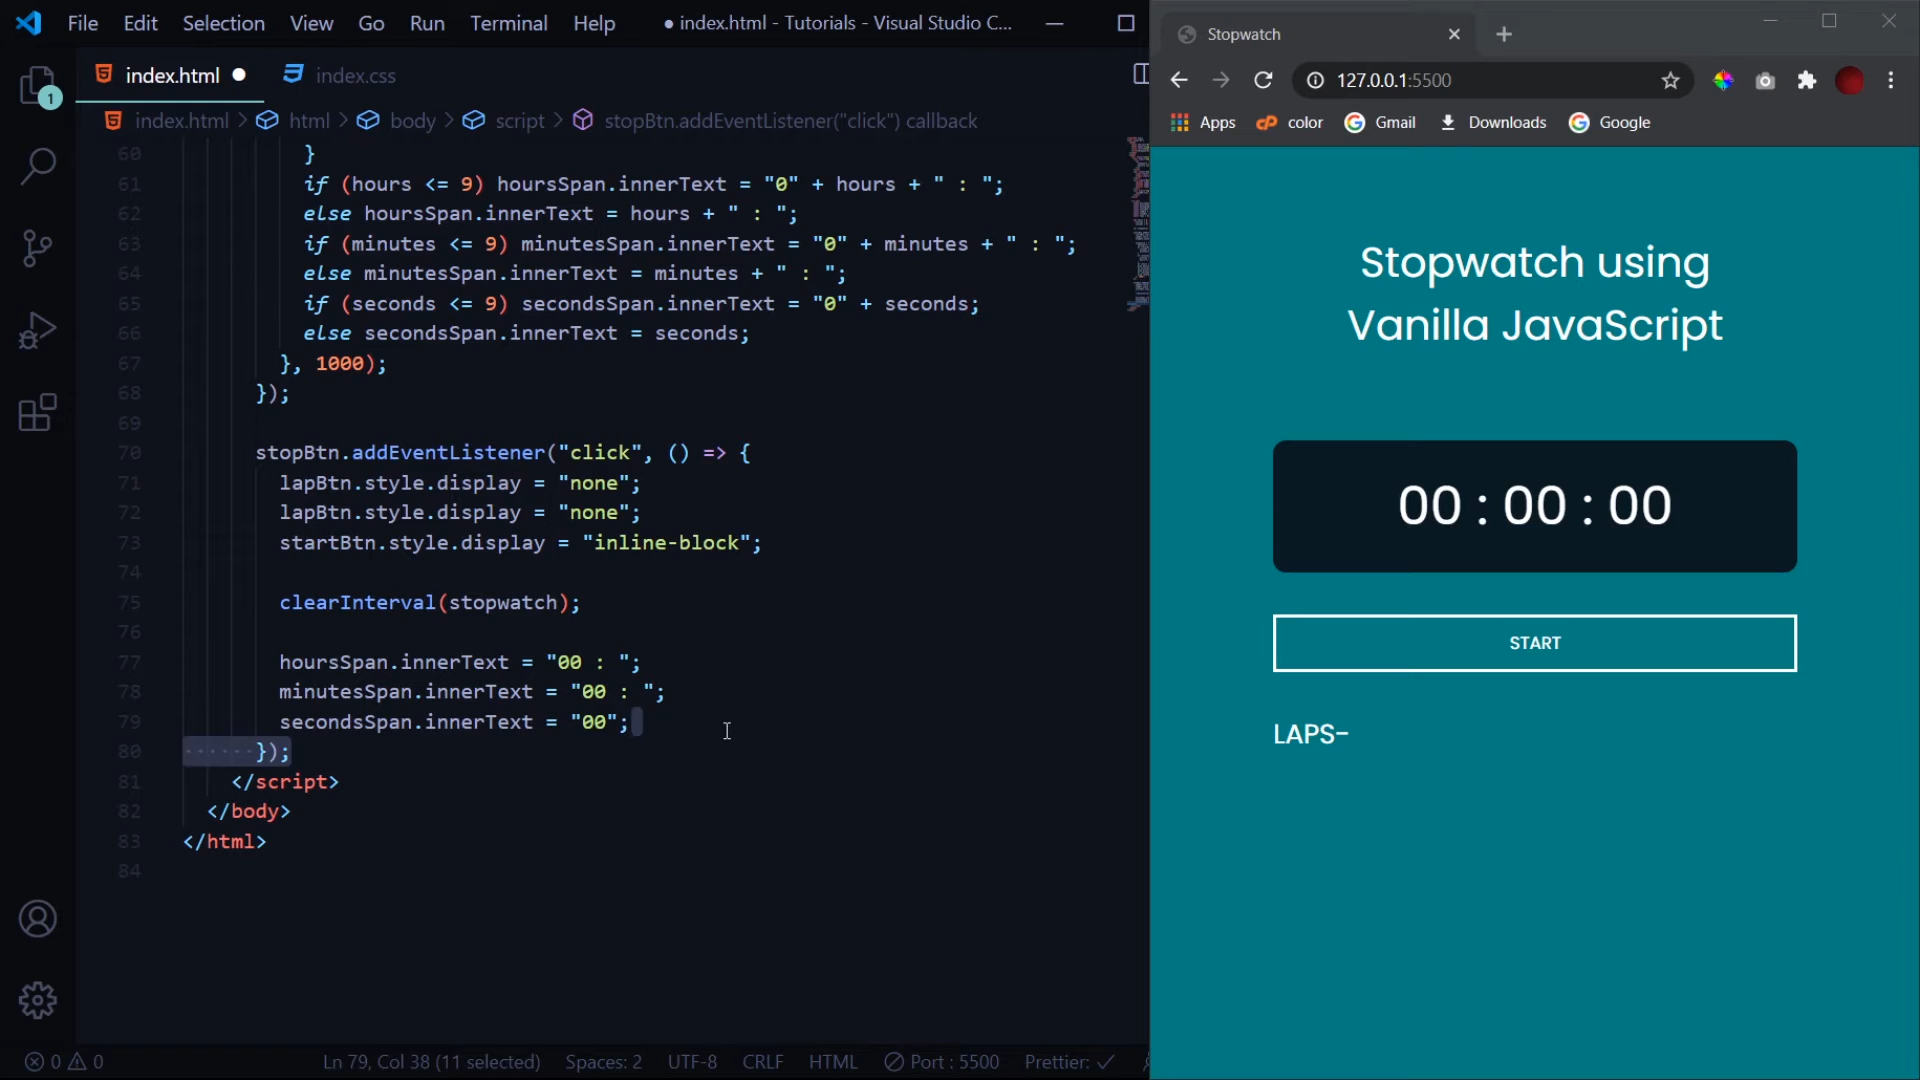 File Edit Selection View Go Run Terminal Help ● index.html - Tutorials - Visual Studio C...
index.html ● index.css
index.html > html > body > script > stopBtn.addEventListener("click") callback
60 }
61 if (hours <= 9) hoursSpan.innerText = "0" + hours + " : ";
62 else hoursSpan.innerText = hours + " : ";
63 if (minutes <= 9) minutesSpan.innerText = "0" + minutes + " : ";
64 else minutesSpan.innerText = minutes + " : ";
65 if (seconds <= 9) secondsSpan.innerText = "0" + seconds;
66 else secondsSpan.innerText = seconds;
67 }, 1000);
68 });
69
70 stopBtn.addEventListener("click", () => {
71 lapBtn.style.display = "none";
72 lapBtn.style.display = "none";
73 startBtn.style.display = "inline-block";
74
75 clearInterval(stopwatch);
76
77 hoursSpan.innerText = "00 : ";
78 minutesSpan.innerText = "00 : ";
79 secondsSpan.innerText = "00";
80 ······});
81 </script>
82 </body>
83 </html>
84
1
0 0 Ln 79, Col 38 (11 selected) Spaces: 2 UTF-8 CRLF HTML Port : 5500 Prettier: ✓
Stopwatch
127.0.0.1:5500
Apps color Gmail Downloads Google
Stopwatch using
Vanilla JavaScript
00 : 00 : 00
START
LAPS-